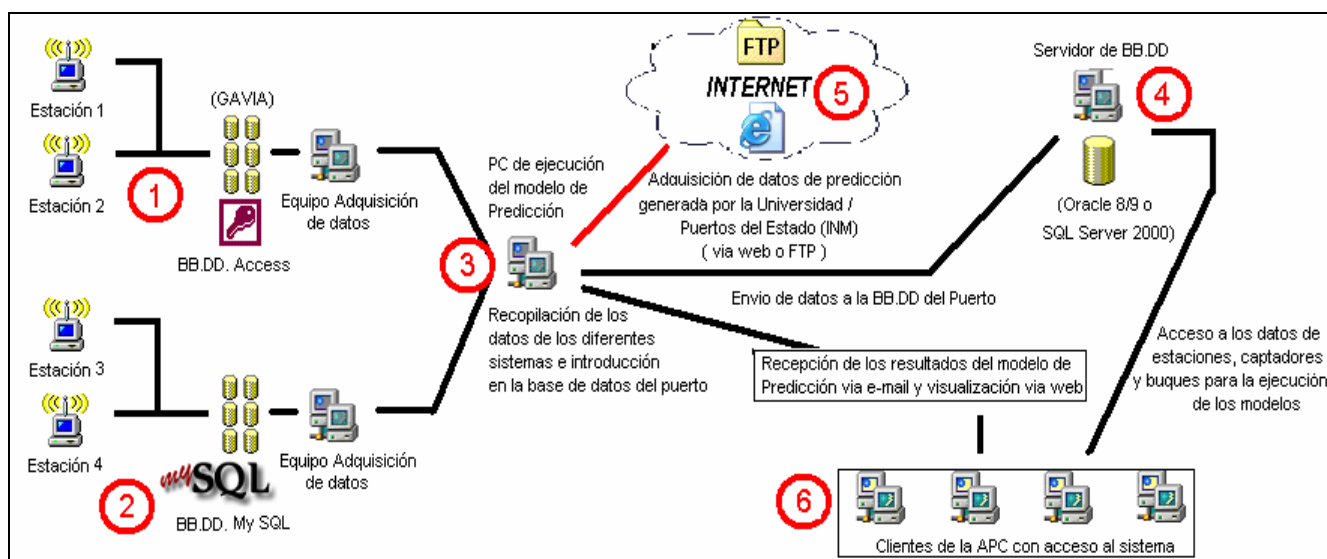 Estación 1
Estación 2
1
(GAVIA)
BB.DD. Access
Equipo Adquisición
de datos
Estación 3
Estación 4
2
mySQL
BB.DD. My SQL
Equipo Adquisición
de datos
PC de ejecución
del modelo de
Predicción
3
Recopilación de los
datos de los diferentes
sistemas e introducción
en la base de datos del puerto
FTP
INTERNET
5
Adquisición de datos de predicción
generada por la Universidad /
Puertos del Estado (INM)
( via web o FTP )
Servidor de BB.DD
4
(Oracle 8/9 o
SQL Server 2000)
Envio de datos a la BB.DD del Puerto
Recepción de los resultados del modelo de
Predicción via e-mail y visualización via web
Acceso a los datos de
estaciones, captadores
y buques para la ejecución
de los modelos
6
Clientes de la APC con acceso al sistema